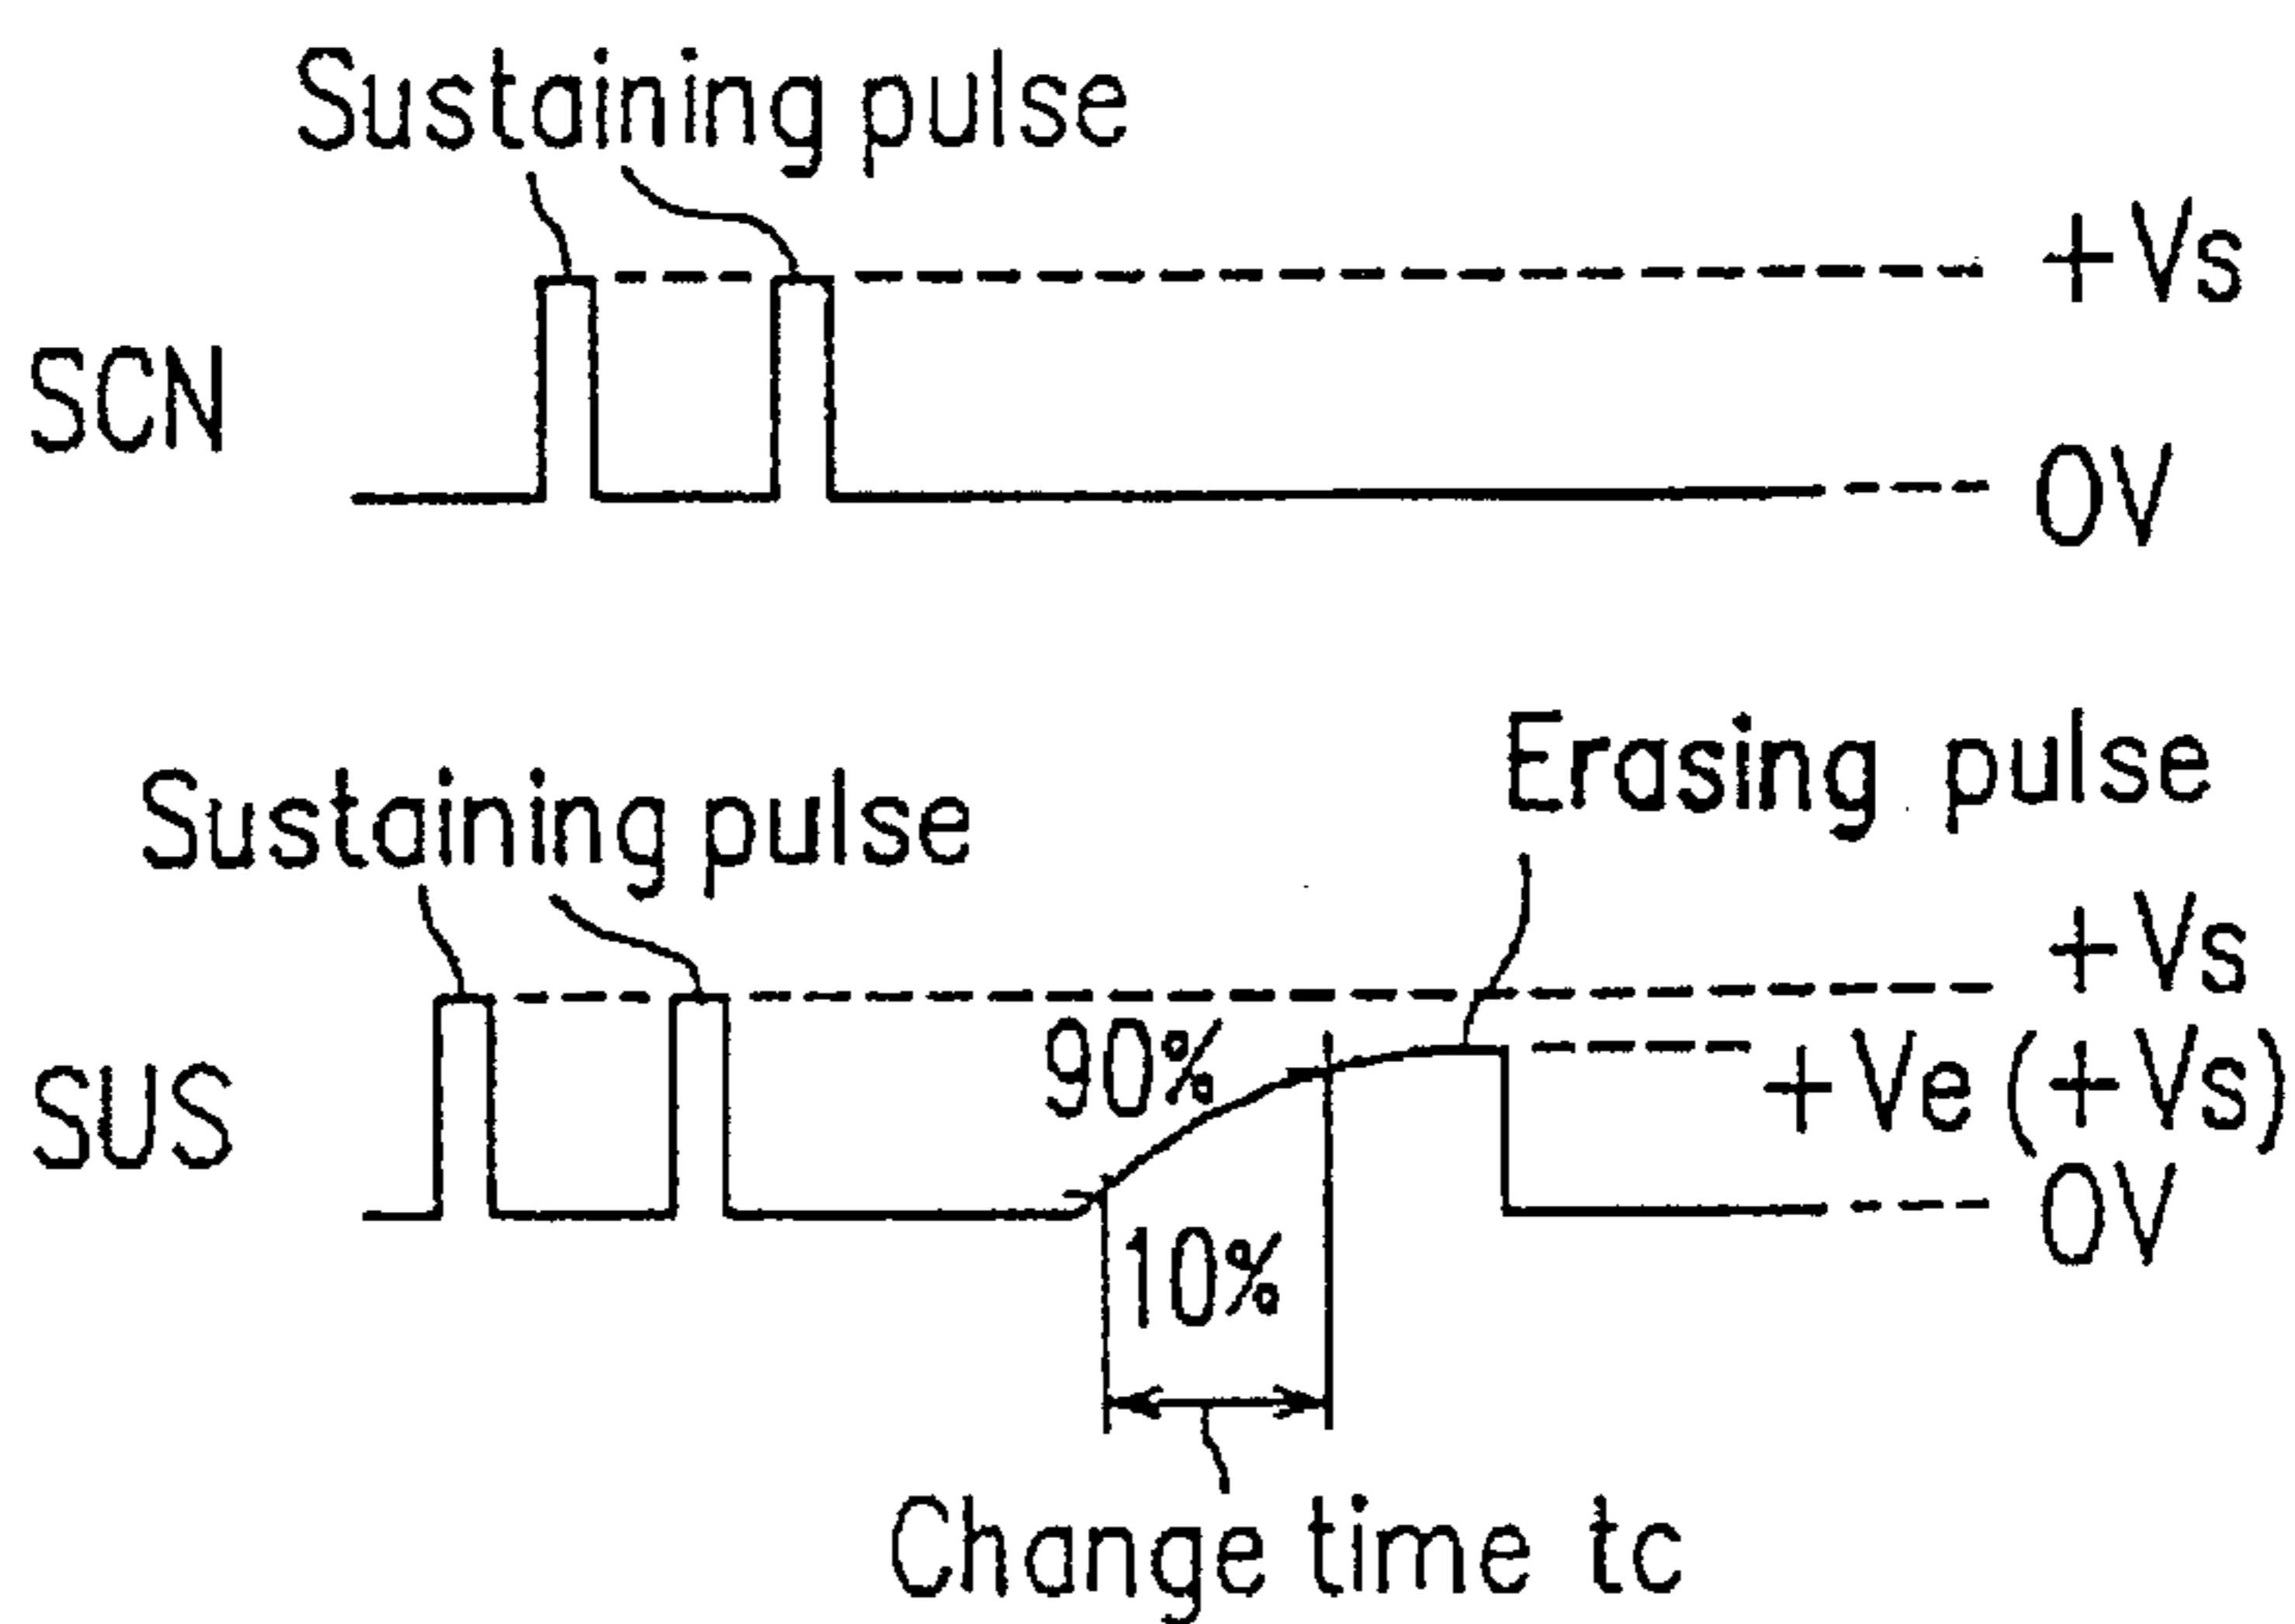 Sustaining pulse
+Vs
SCN
0V
Erasing pulse
Sustaining pulse
+Vs
90%
+Ve (+Vs)
SUS
0V
10%
Change time tc